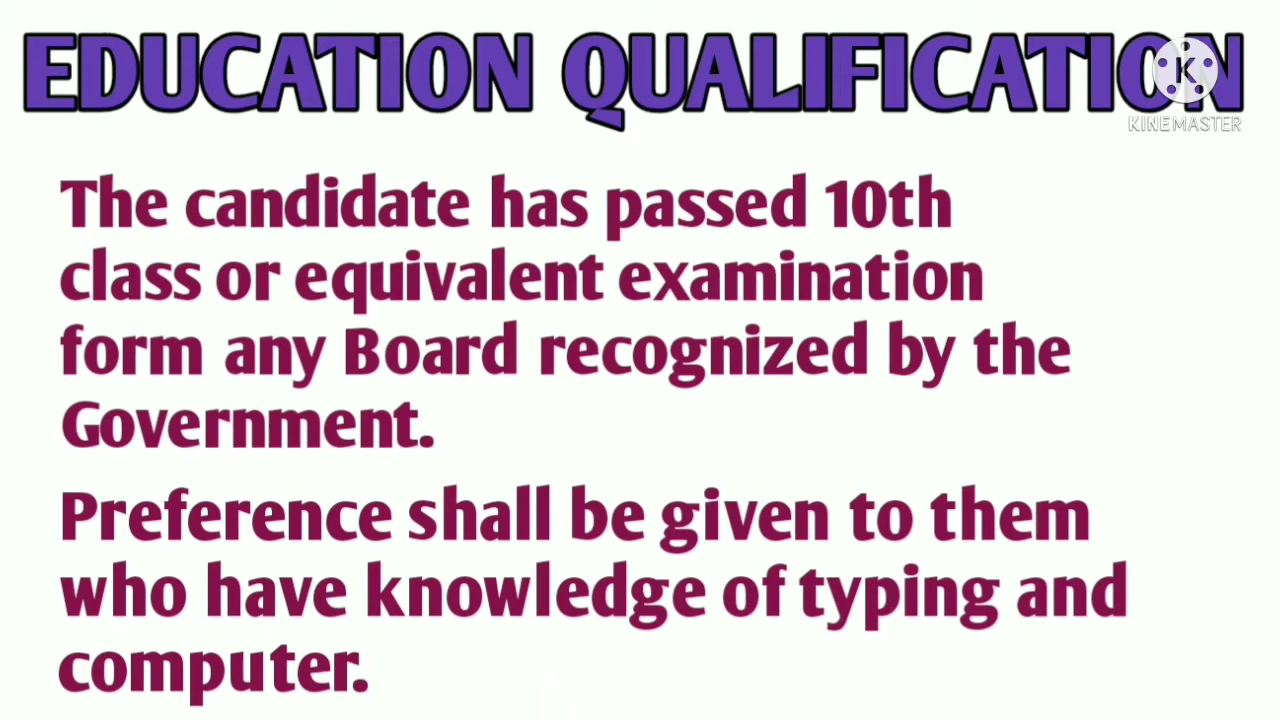 EDUCATION QUALIFICATION
K
KINEMASTER
The candidate has passed 10th
class or equivalent examination
form any Board recognized by the
Government.
Preference shall be given to them
who have knowledge of typing and
computer.